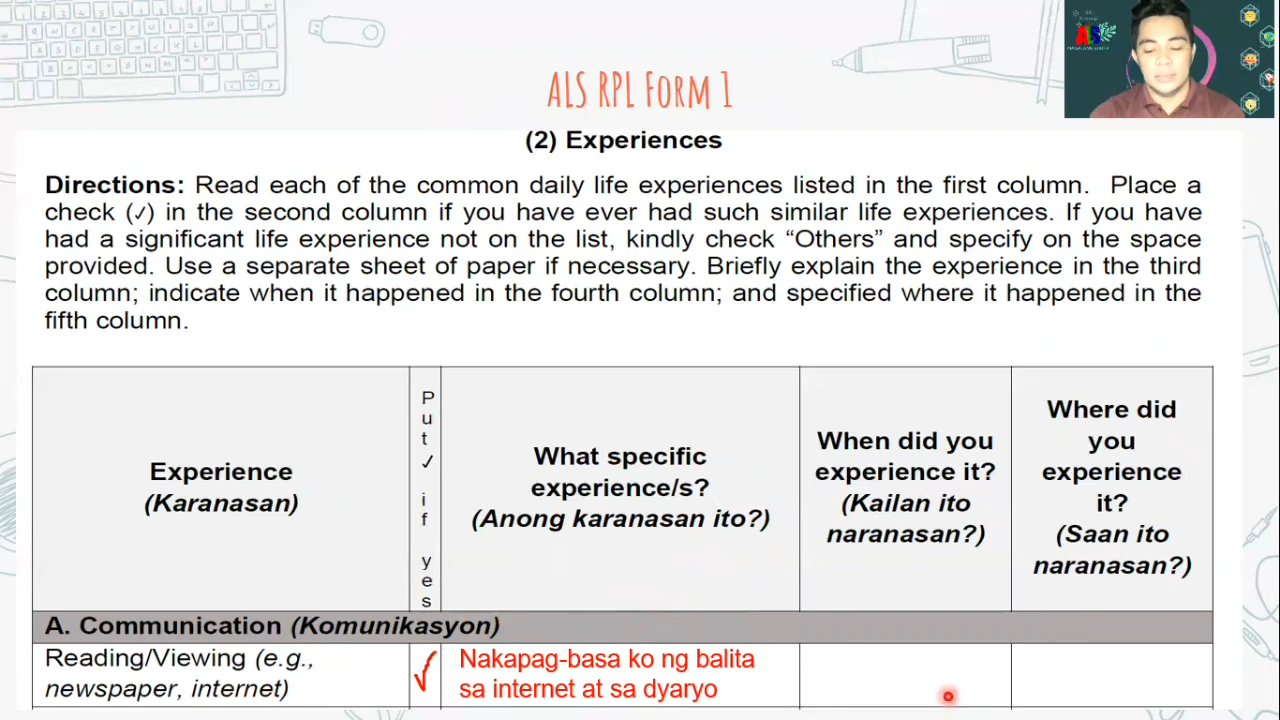 ALS
ALS RPL FORM 1
(2) Experiences
Directions: Read each of the common daily life experiences listed in the first column. Place a
check (✓) in the second column if you have ever had such similar life experiences. If you have
had a significant life experience not on the list, kindly check “Others” and specify on the space
provided. Use a separate sheet of paper if necessary. Briefly explain the experience in the third
column; indicate when it happened in the fourth column; and specified where it happened in the
fifth column.
Experience
(Karanasan)
Put ✓ if yes
What specific
experience/s?
(Anong karanasan ito?)
When did you
experience it?
(Kailan ito
naranasan?)
Where did
you
experience
it?
(Saan ito
naranasan?)
A. Communication (Komunikasyon)
Reading/Viewing (e.g.,
newspaper, internet)
✓
Nakapag-basa ko ng balita
sa internet at sa dyaryo